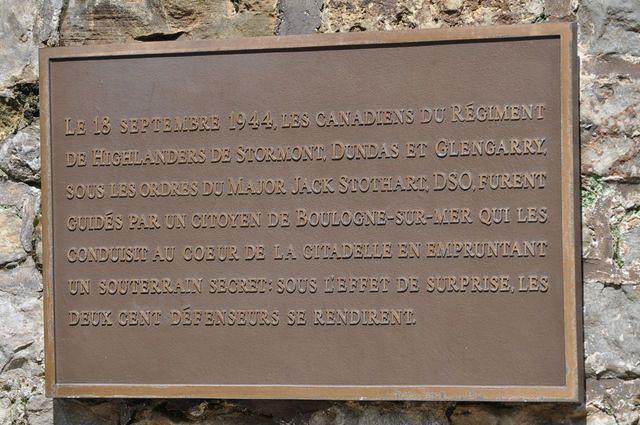 LE 18 SEPTEMBRE 1944, LES CANADIENS DU RÉGIMENT
DE HIGHLANDERS DE STORMONT, DUNDAS ET GLENGARRY,
SOUS LES ORDRES DU MAJOR JACK STOTHART, DSO, FURENT
GUIDÉS PAR UN CITOYEN DE BOULOGNE-SUR-MER QUI LES
CONDUISIT AU COEUR DE LA CITADELLE EN EMPRUNTANT
UN SOUTERRAIN SECRET: SOUS L'EFFET DE SURPRISE, LES
DEUX CENT DÉFENSEURS SE RENDIRENT.